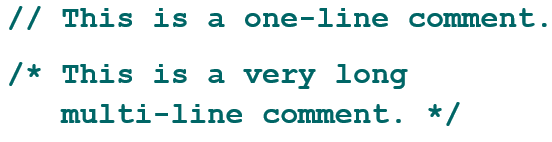 // This is a one-line comment.
/* This is a very long
   multi-line comment. */